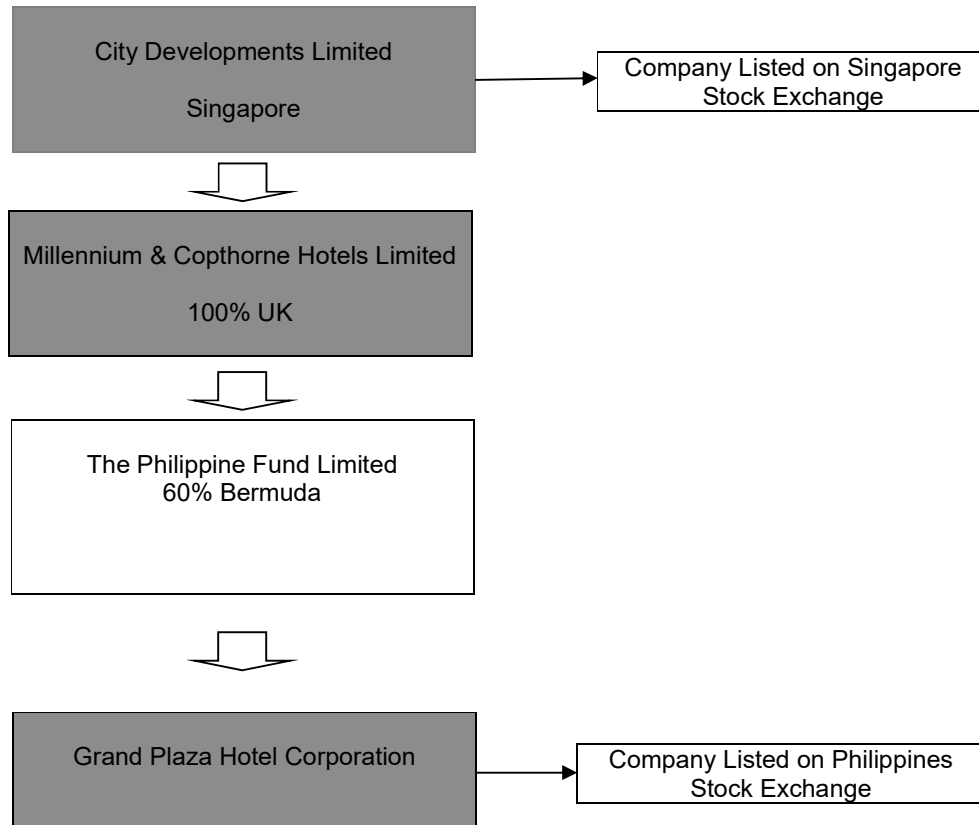 City Developments Limited
Singapore
Company Listed on Singapore
Stock Exchange
Millennium & Copthorne Hotels Limited
100% UK
The Philippine Fund Limited
60% Bermuda
Grand Plaza Hotel Corporation
Company Listed on Philippines
Stock Exchange